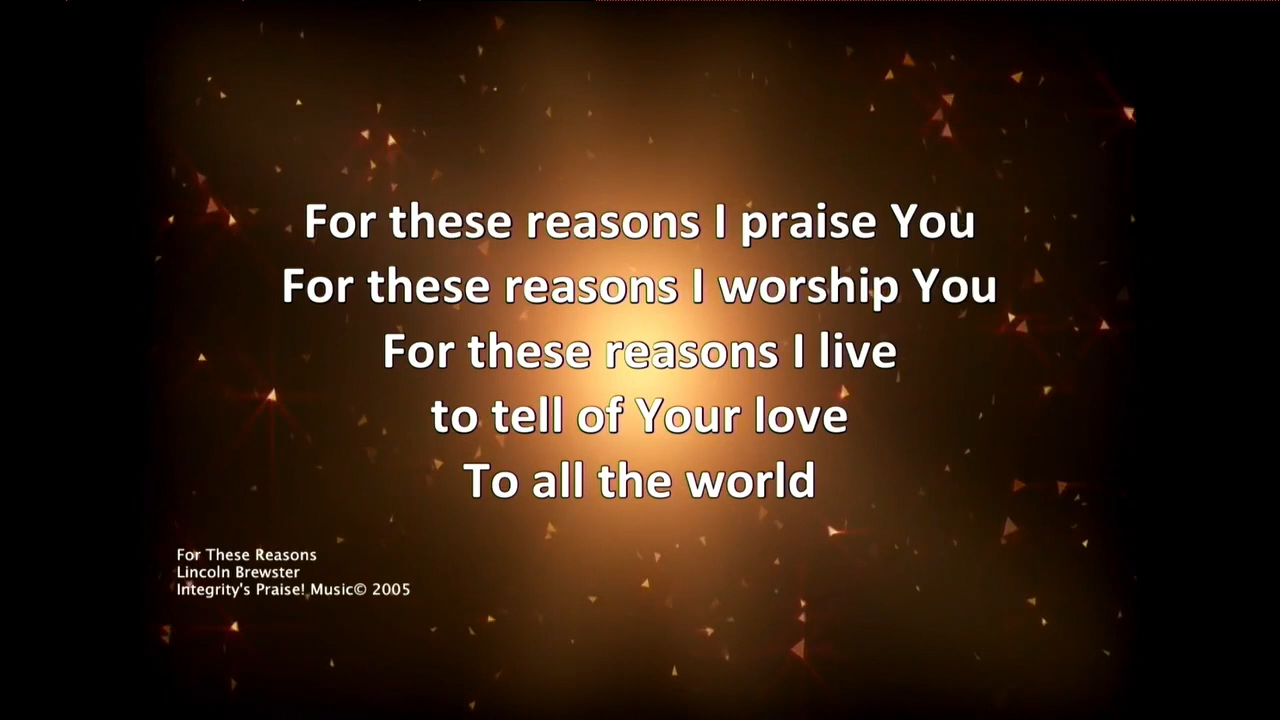 For these reasons I praise You
For these reasons I worship You
For these reasons I live
to tell of Your love
To all the world
For These Reasons
Lincoln Brewster
Integrity's Praise! Music© 2005